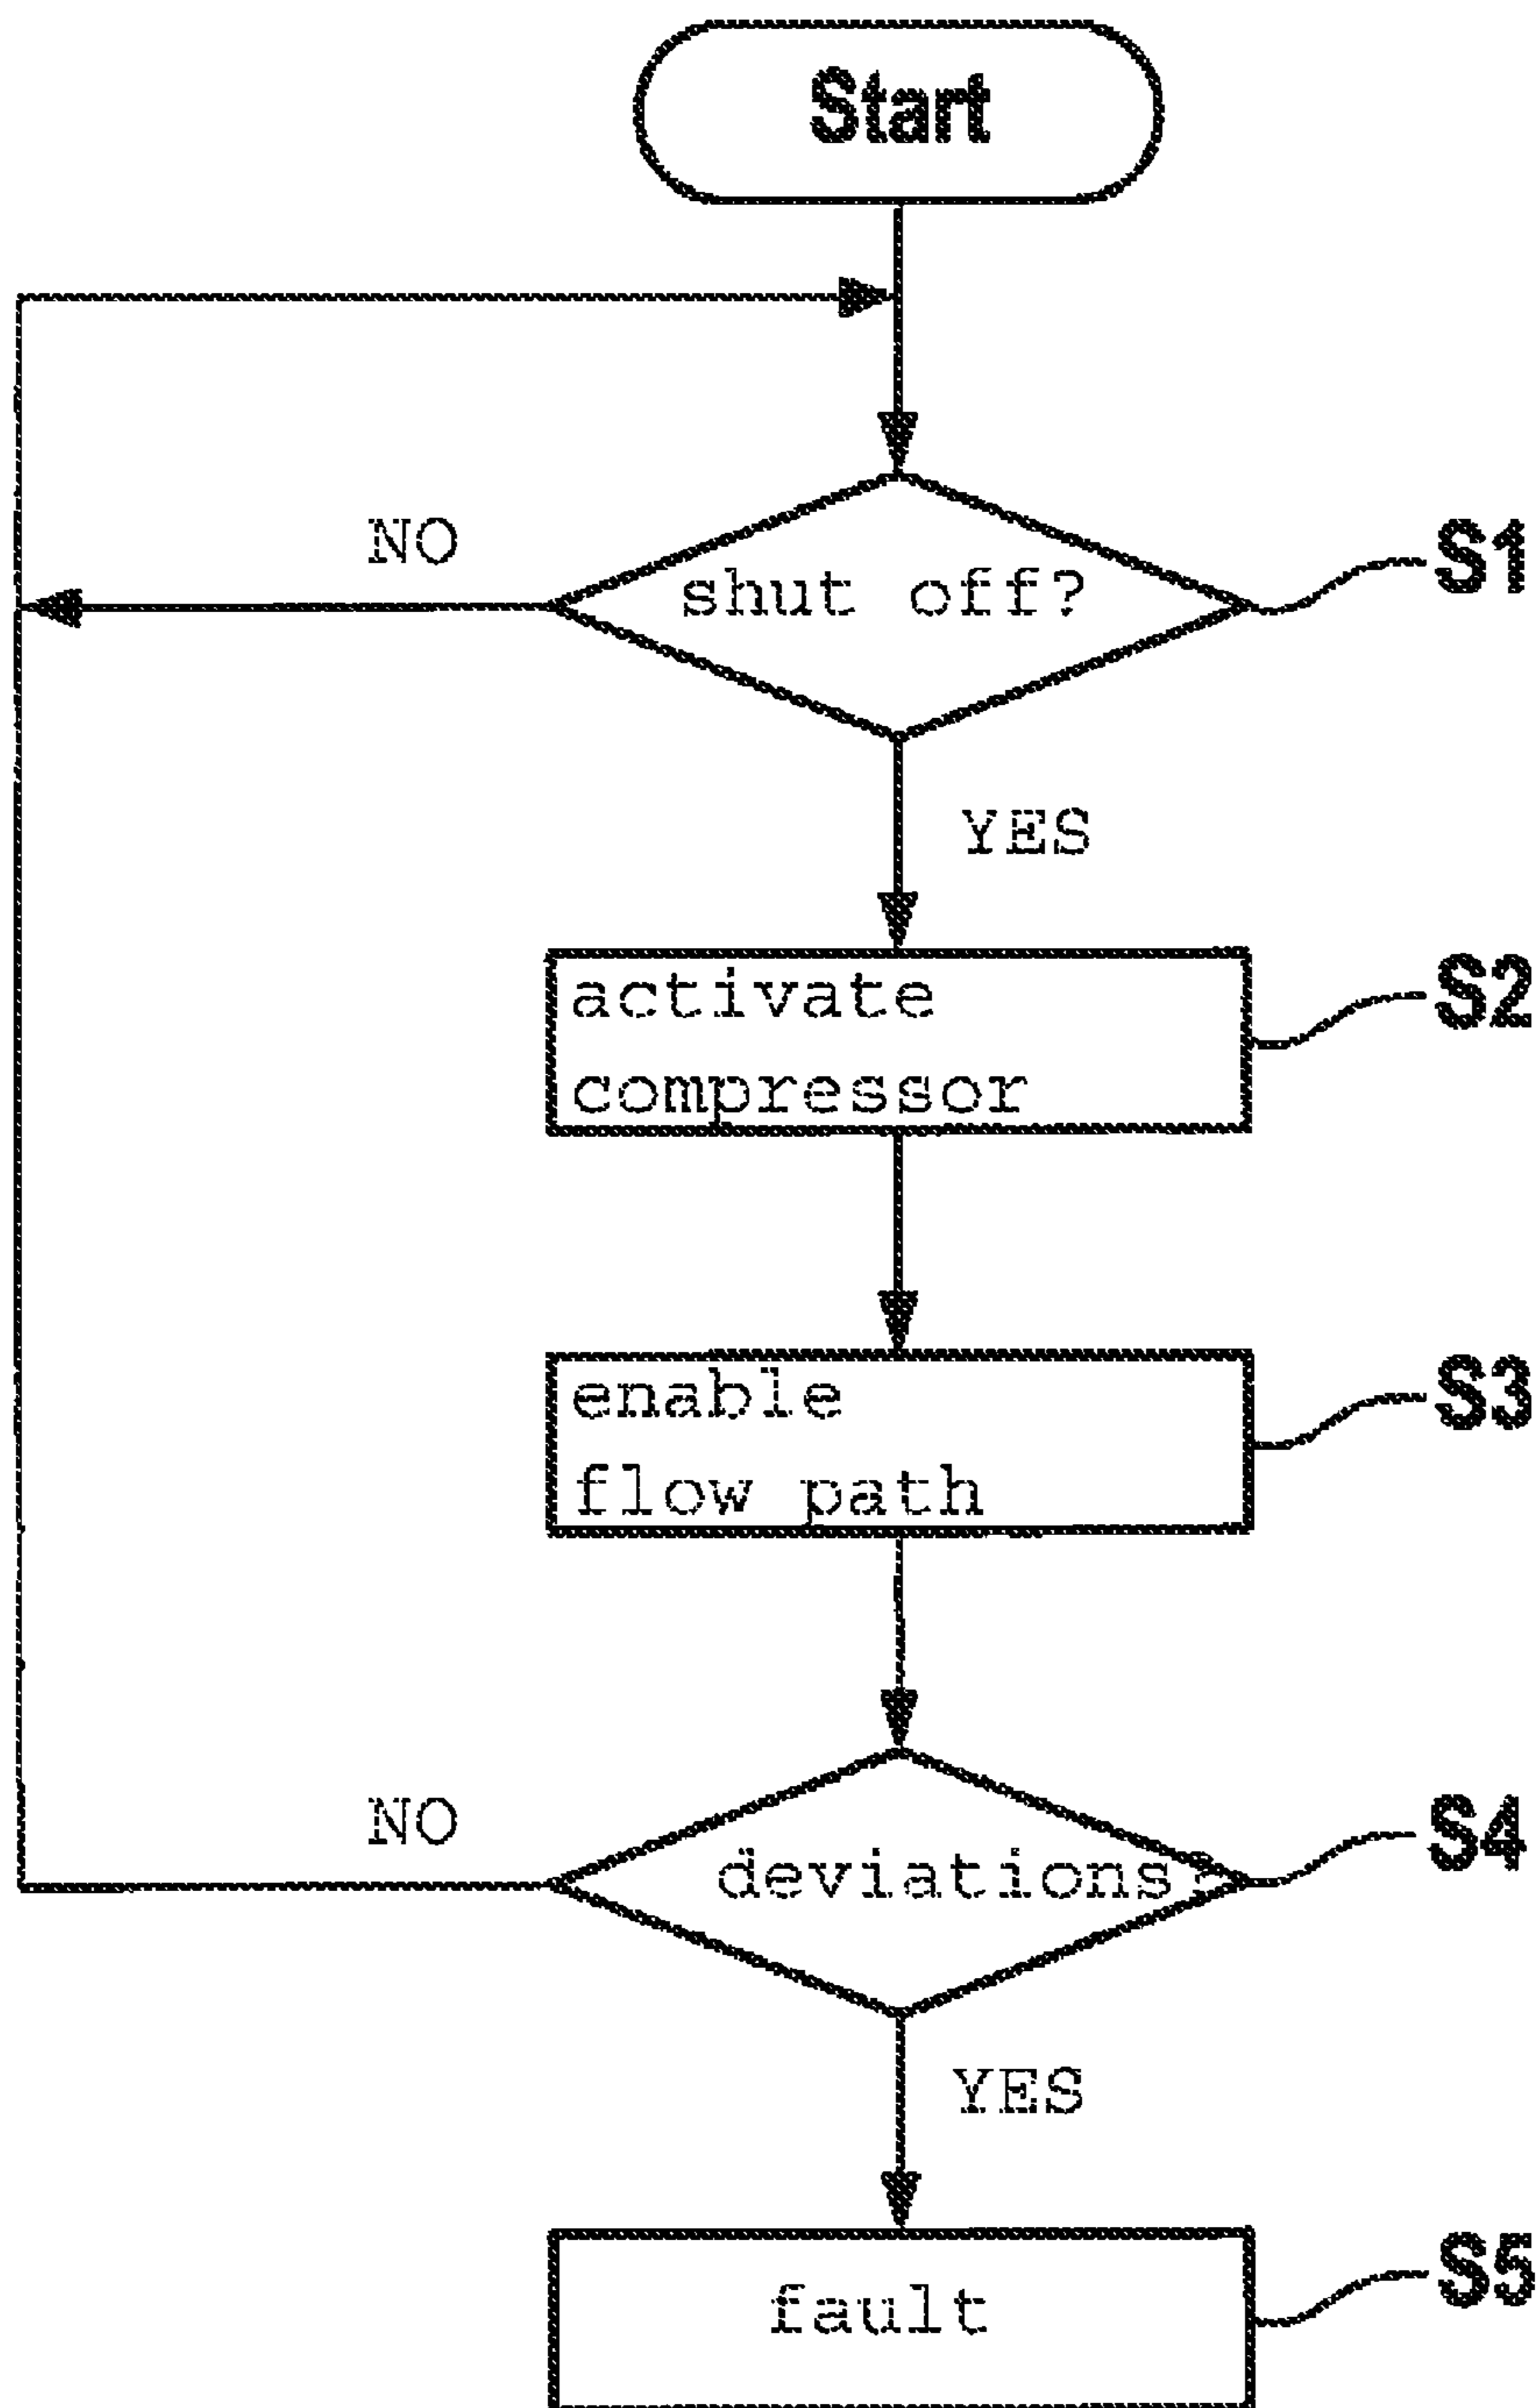 Start
NO
shut off?
S1
YES
activate
compressor
S2
enable
flow path
S3
NO
deviations?
S4
YES
fault
S5